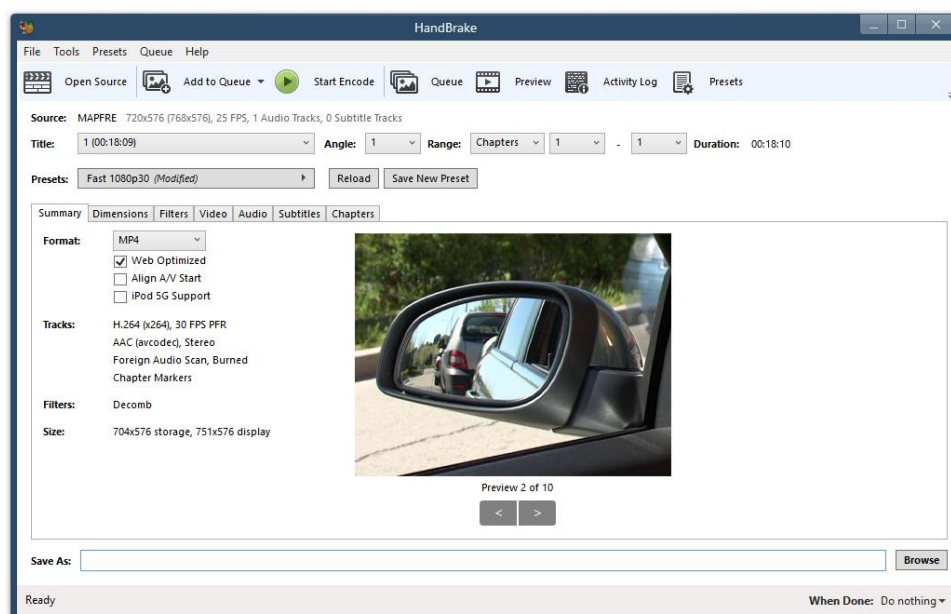 HandBrake
File Tools Presets Queue Help
Open Source Add to Queue Start Encode Queue Preview Activity Log Presets
Source: MAPFRE 720x576 (768x576), 25 FPS, 1 Audio Tracks, 0 Subtitle Tracks
Title: 1 (00:18:09) Angle: 1 Range: Chapters 1 - 1 Duration: 00:18:10
Presets: Fast 1080p30 (Modified) Reload Save New Preset
Summary Dimensions Filters Video Audio Subtitles Chapters
Format: MP4
Web Optimized
Align A/V Start
iPod 5G Support
Tracks: H.264 (x264), 30 FPS PFR
AAC (avcodec), Stereo
Foreign Audio Scan, Burned
Chapter Markers
Filters: Decomb
Size: 704x576 storage, 751x576 display
Preview 2 of 10
< >
Save As: Browse
Ready When Done: Do nothing